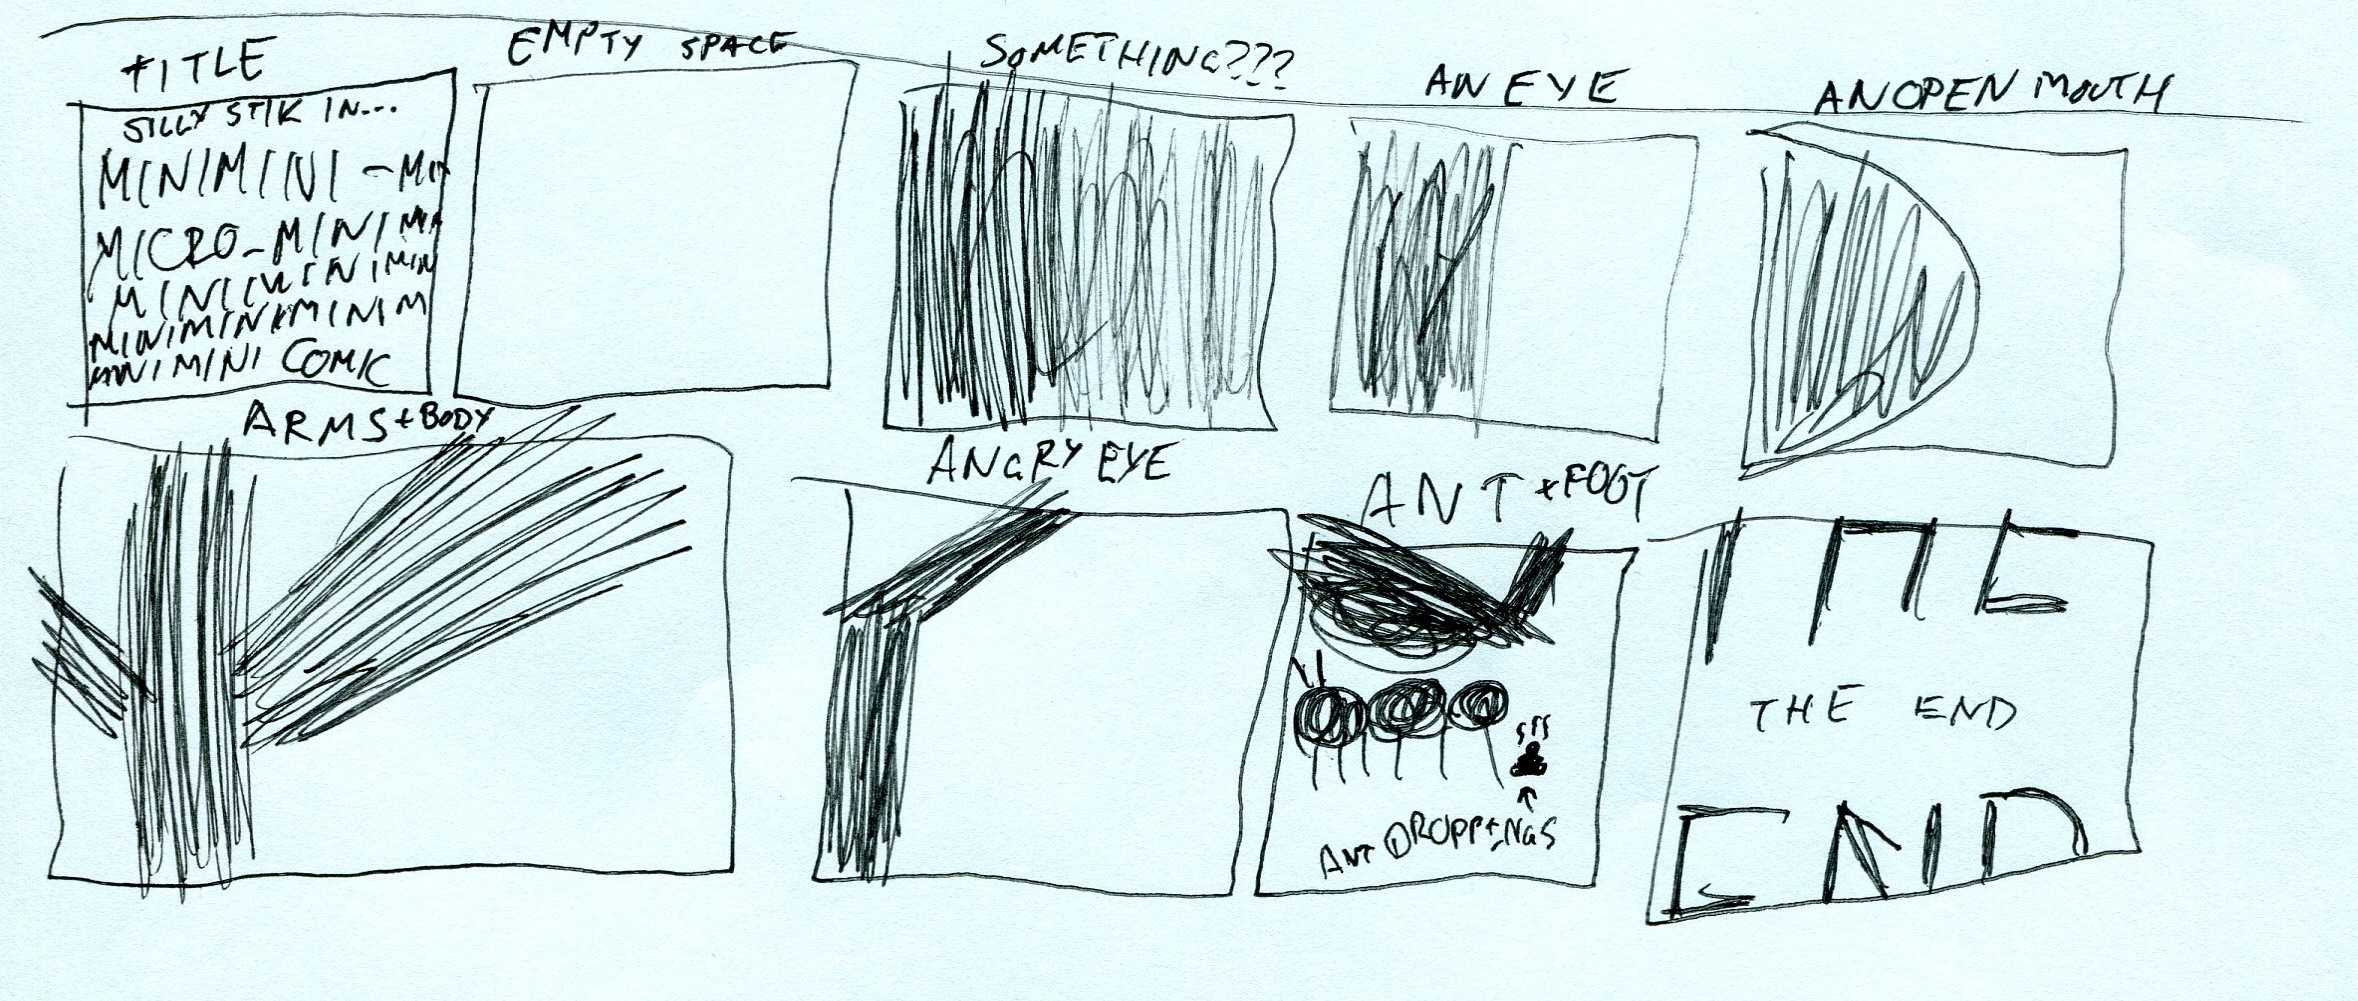 TITLE
SILLY STIK IN...
MINIMINI-MI
MICRO-MINIMI
MINIMINIMIN
MINIMINIMINIM
MINIMINI COMIC
EMPTY SPACE
SOMETHING???
AN EYE
AN OPEN MOUTH
ARMS + BODY
ANGRY EYE
ANT + FOOT
ANT DROPPINGS
THE
THE END
END